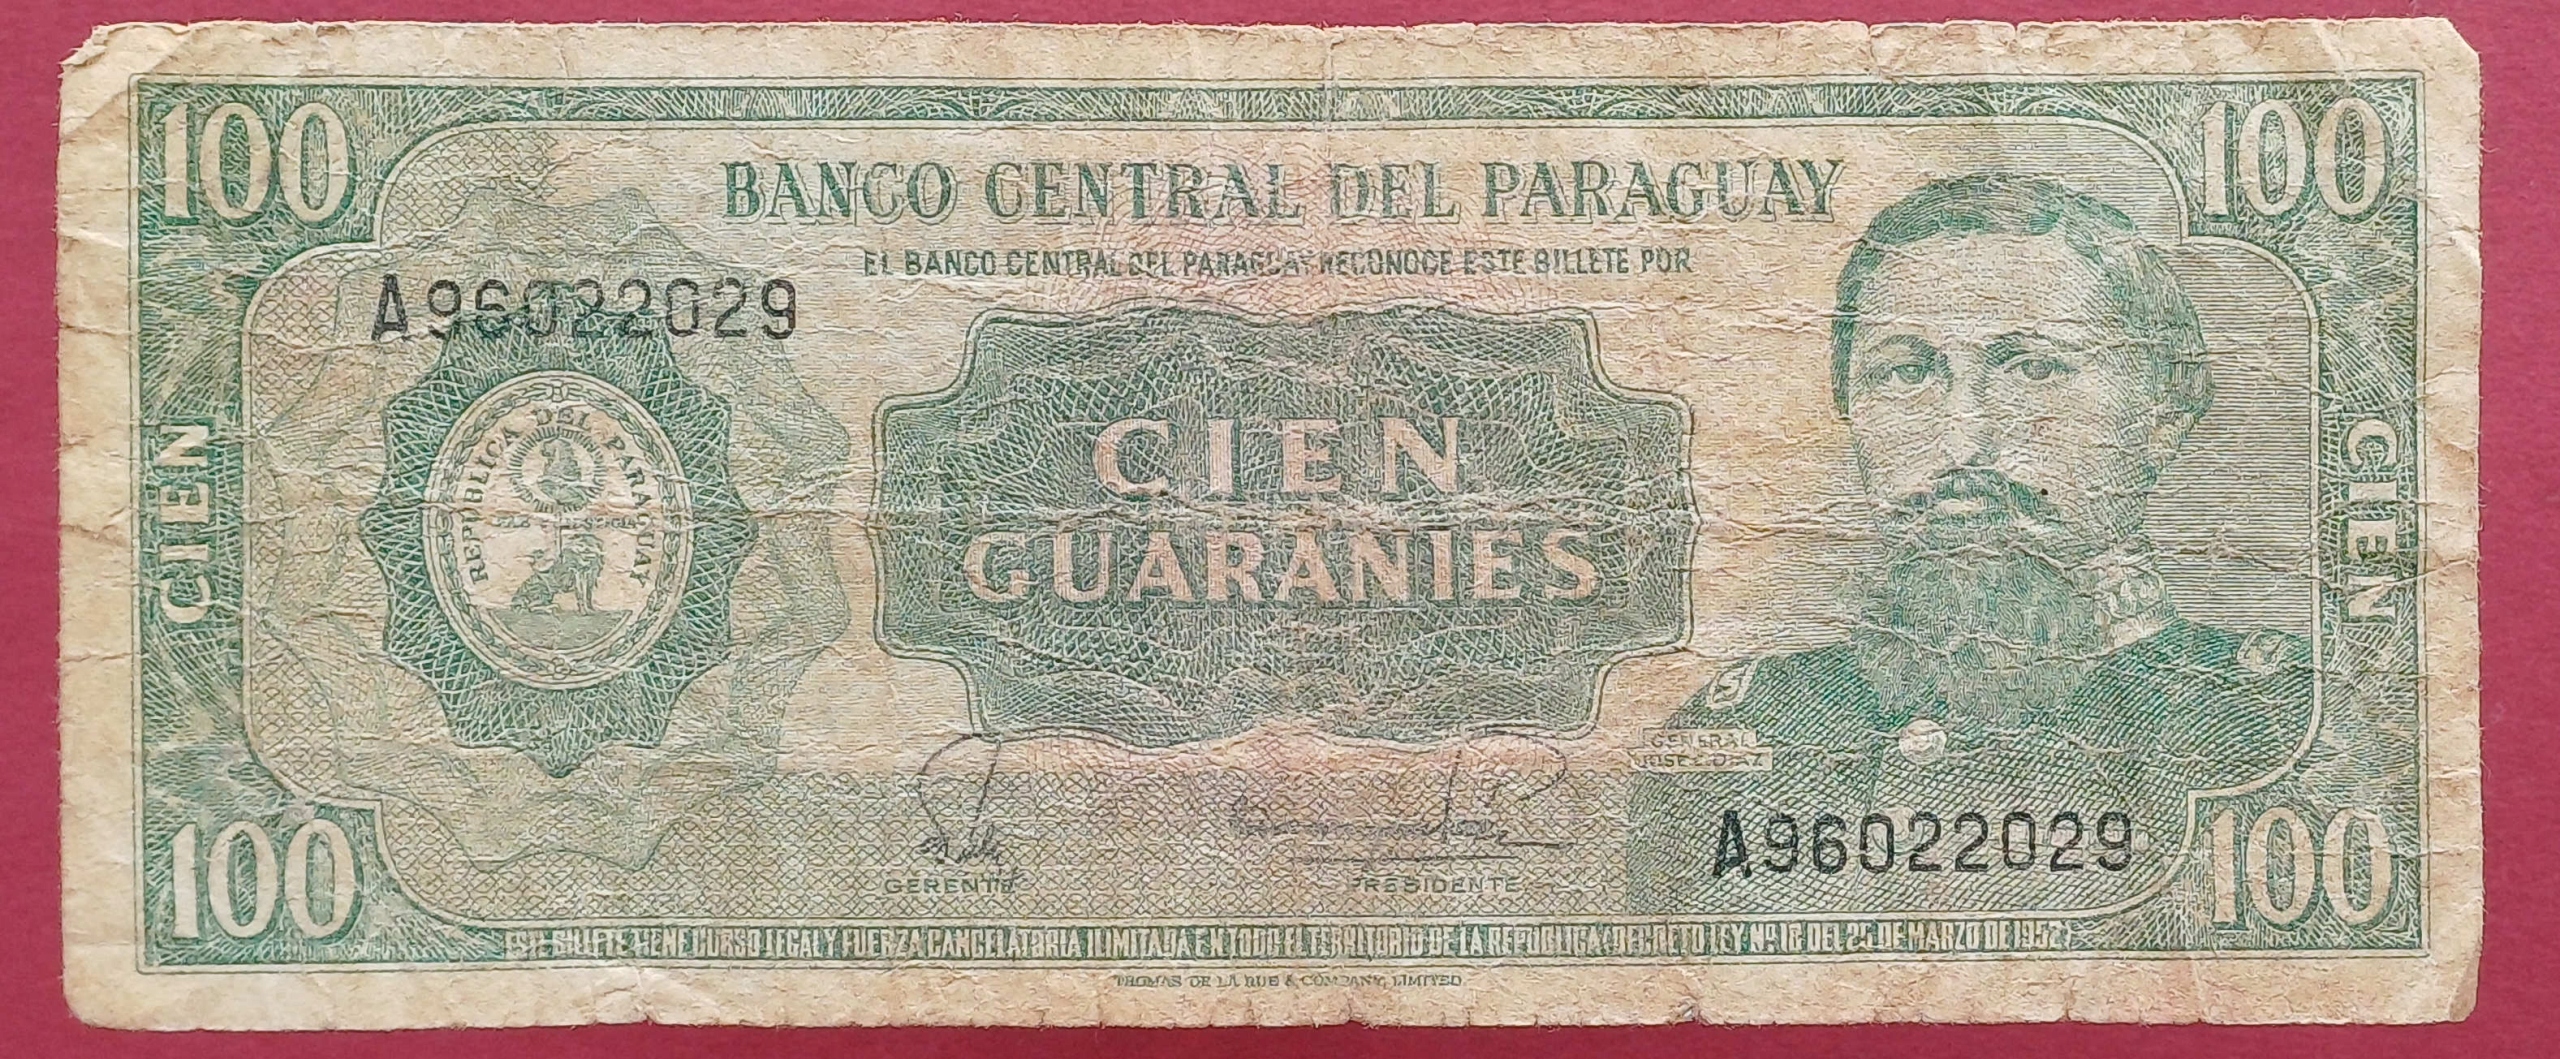 100
100
BANCO CENTRAL DEL PARAGUAY
EL BANCO CENTRAL DEL PARAGUAY RECONOCE ESTE BILLETE POR
A96022029
REPUBLICA DEL PARAGUAY
PAZ Y JUSTICIA
CIEN
CIEN
GUARANIES
CIEN
GENERAL
JOSE E. DIAZ
A96022029
GERENTE
PRESIDENTE
100
100
ESTE BILLETE TIENE CURSO LEGAL Y FUERZA CANCELATORIA ILIMITADA EN TODO EL TERRITORIO DE LA REPUBLICA (DECRETO LEY Nº 18 DEL 25 DE MARZO DE 1952)
THOMAS DE LA RUE & COMPANY, LIMITED